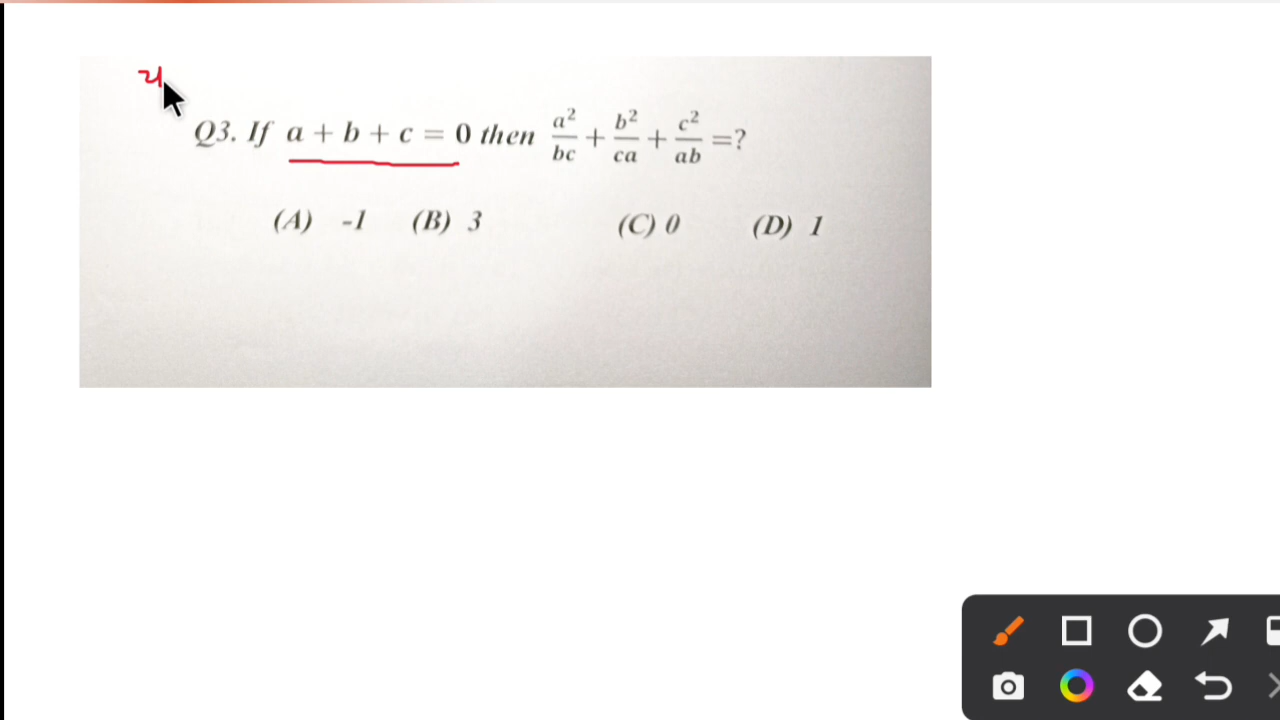 य
Q3. If a + b + c = 0 then a²/bc + b²/ca + c²/ab =?
(A) -1 (B) 3 (C) 0 (D) 1